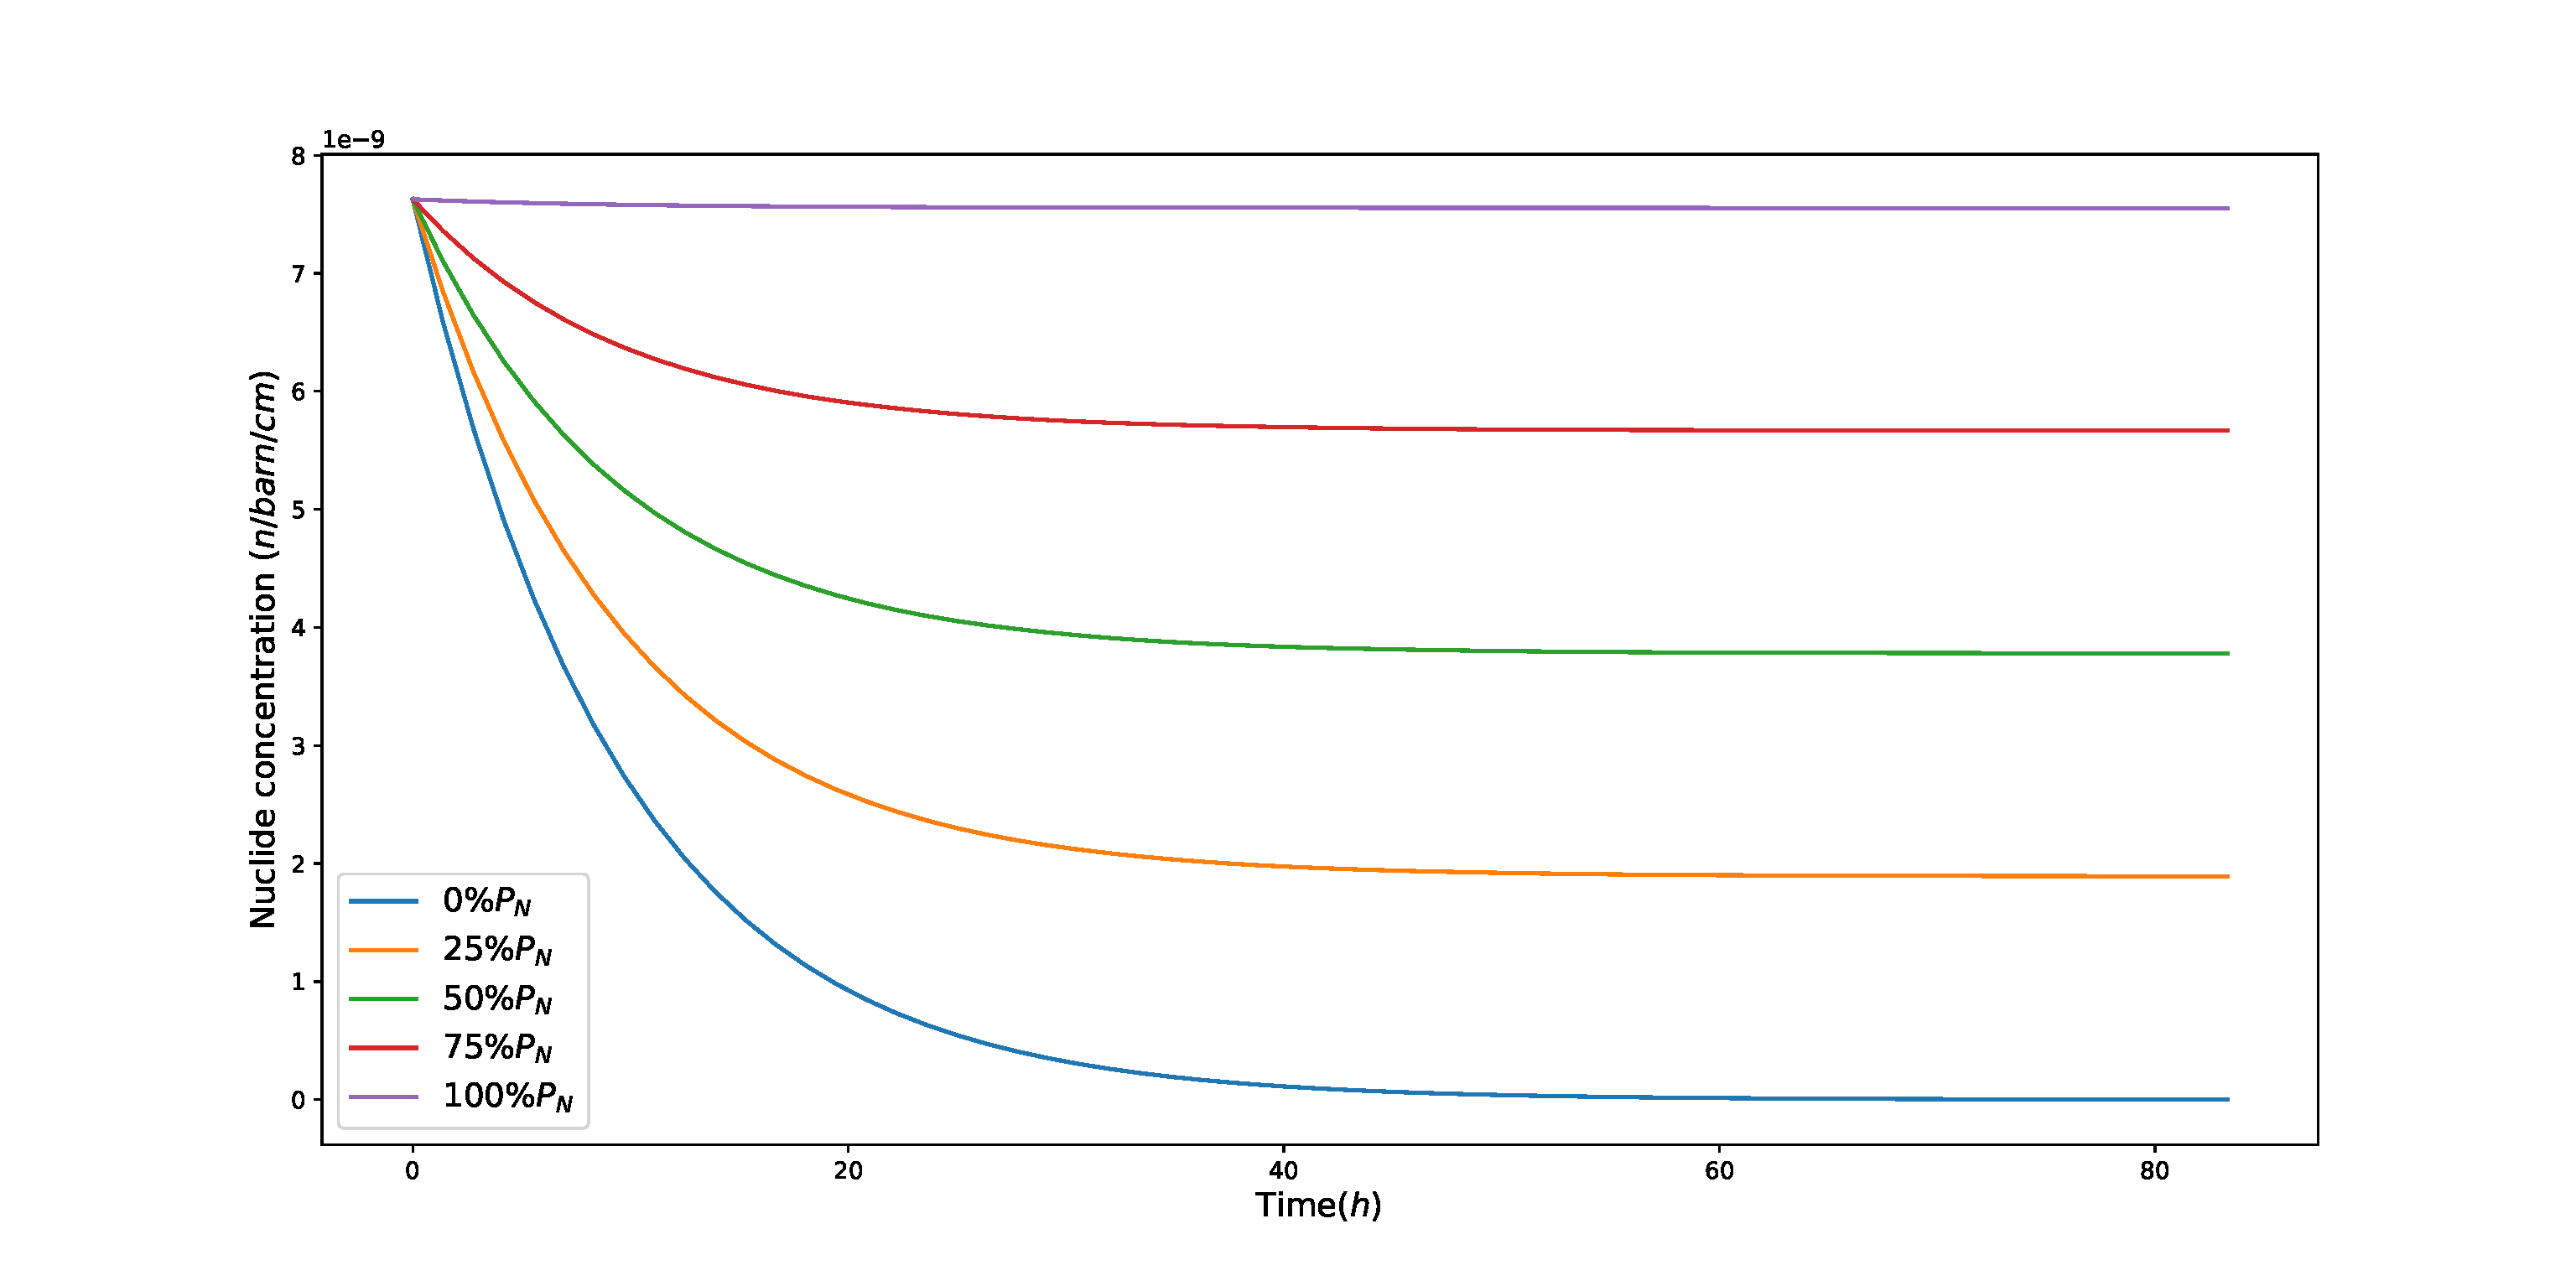 1e−9
8
7
6
5
4
3
2
1
0
Nuclide concentration (n/barn/cm)
0%P_N
25%P_N
50%P_N
75%P_N
100%P_N
0 20 40 60 80
Time(h)